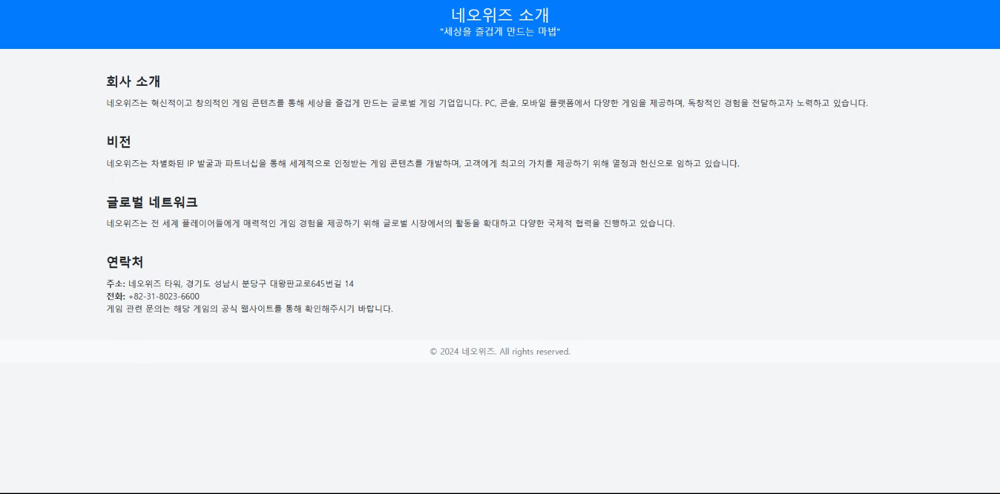 네오위즈 소개
"세상을 즐겁게 만드는 마법"
회사 소개
네오위즈는 혁신적이고 창의적인 게임 콘텐츠를 통해 세상을 즐겁게 만드는 글로벌 게임 기업입니다. PC, 콘솔, 모바일 플랫폼에서 다양한 게임을 제공하며, 독창적인 경험을 전달하고자 노력하고 있습니다.
비전
네오위즈는 차별화된 IP 발굴과 파트너십을 통해 세계적으로 인정받는 게임 콘텐츠를 개발하며, 고객에게 최고의 가치를 제공하기 위해 열정과 헌신으로 임하고 있습니다.
글로벌 네트워크
네오위즈는 전 세계 플레이어들에게 매력적인 게임 경험을 제공하기 위해 글로벌 시장에서의 활동을 확대하고 다양한 국제적 협력을 진행하고 있습니다.
연락처
주소: 네오위즈 타워, 경기도 성남시 분당구 대왕판교로645번길 14
전화: +82-31-8023-6600
게임 관련 문의는 해당 게임의 공식 웹사이트를 통해 확인해주시기 바랍니다.
© 2024 네오위즈. All rights reserved.